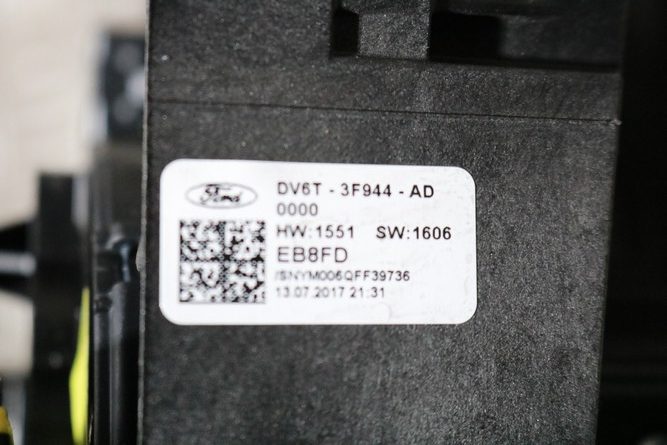 Ford
DV6T - 3F944 - AD
0000
HW:1551 SW:1606
EB8FD
/SNYM006QFF39736
13.07.2017 21:31